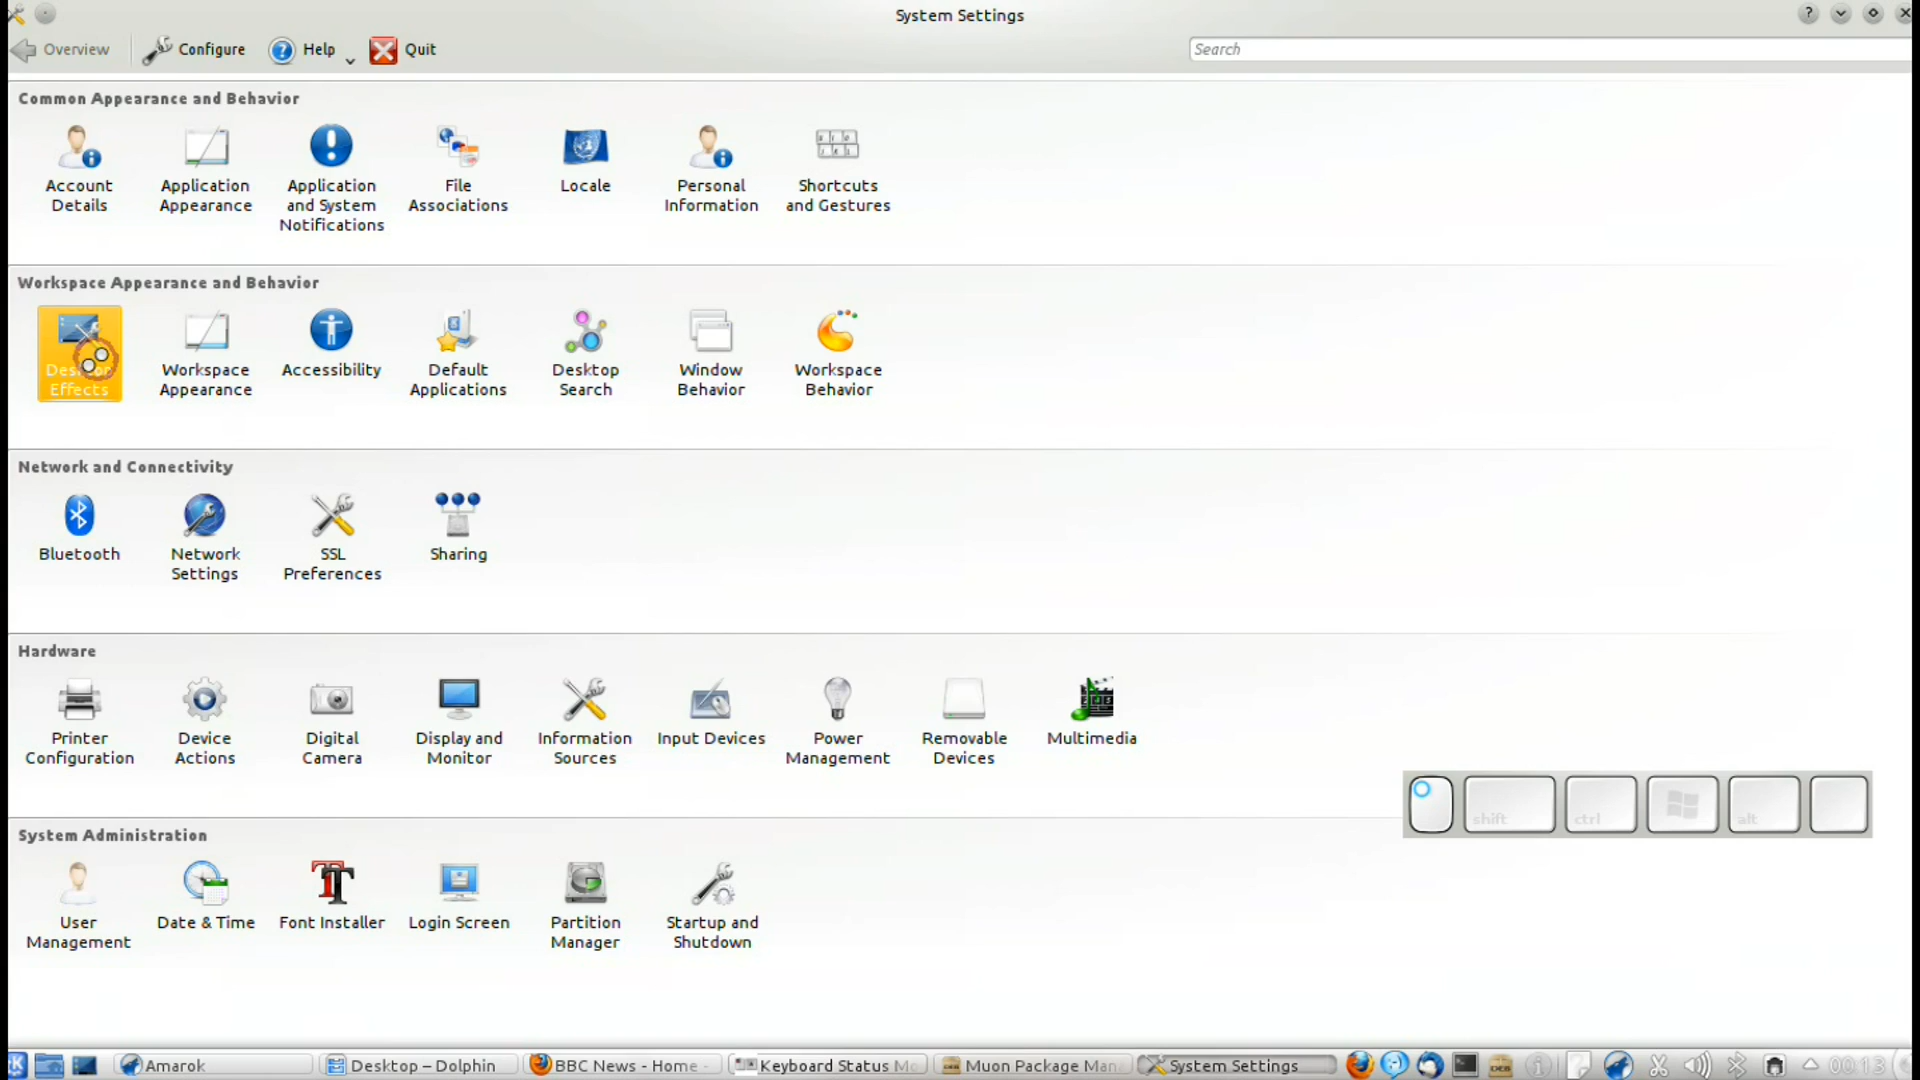 System Settings
Overview Configure Help Quit Search
Common Appearance and Behavior
Account Details
Application Appearance
Application and System Notifications
File Associations
Locale
Personal Information
Shortcuts and Gestures
Workspace Appearance and Behavior
Desktop Effects
Workspace Appearance
Accessibility
Default Applications
Desktop Search
Window Behavior
Workspace Behavior
Network and Connectivity
Bluetooth
Network Settings
SSL Preferences
Sharing
Hardware
Printer Configuration
Device Actions
Digital Camera
Display and Monitor
Information Sources
Input Devices
Power Management
Removable Devices
Multimedia
shift ctrl alt
System Administration
User Management
Date & Time
Font Installer
Login Screen
Partition Manager
Startup and Shutdown
Amarok Desktop – Dolphin BBC News - Home - Keyboard Status Mo Muon Package Mana System Settings 00:13